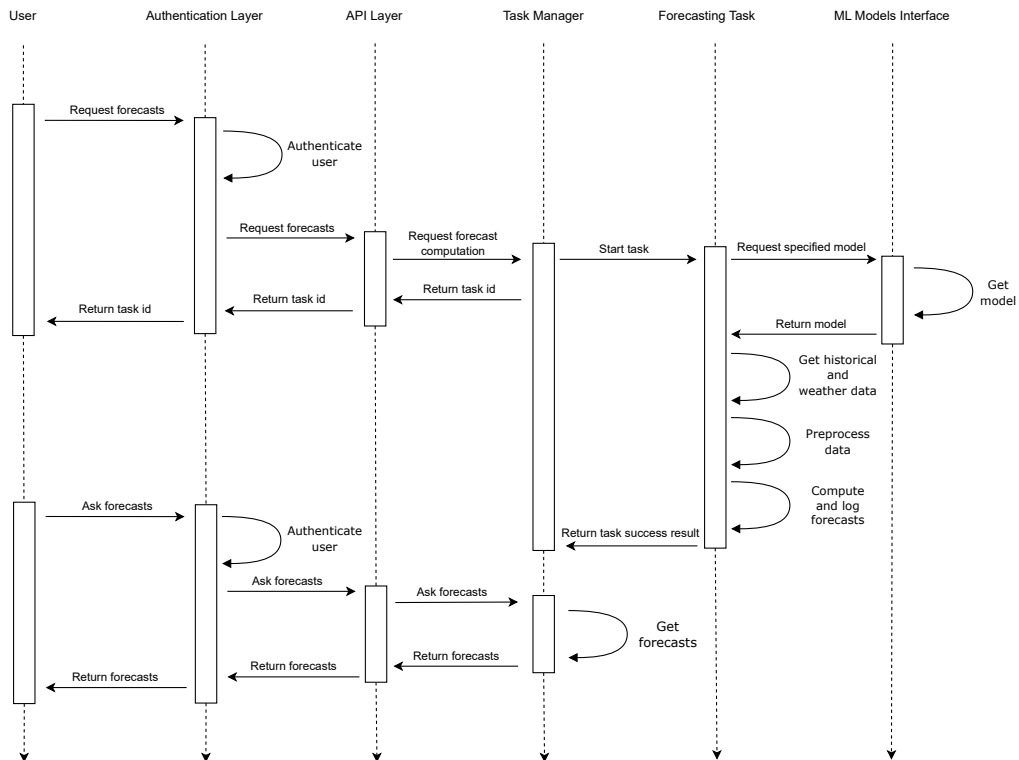 User
Authentication Layer
API Layer
Task Manager
Forecasting Task
ML Models Interface
Request forecasts
Authenticate
user
Request forecasts
Request forecast
computation
Start task
Request specified model
Get
model
Return task id
Return task id
Return task id
Return model
Get historical
and
weather data
Preprocess
data
Compute
and log
forecasts
Ask forecasts
Authenticate
user
Return task success result
Ask forecasts
Ask forecasts
Get
forecasts
Return forecasts
Return forecasts
Return forecasts